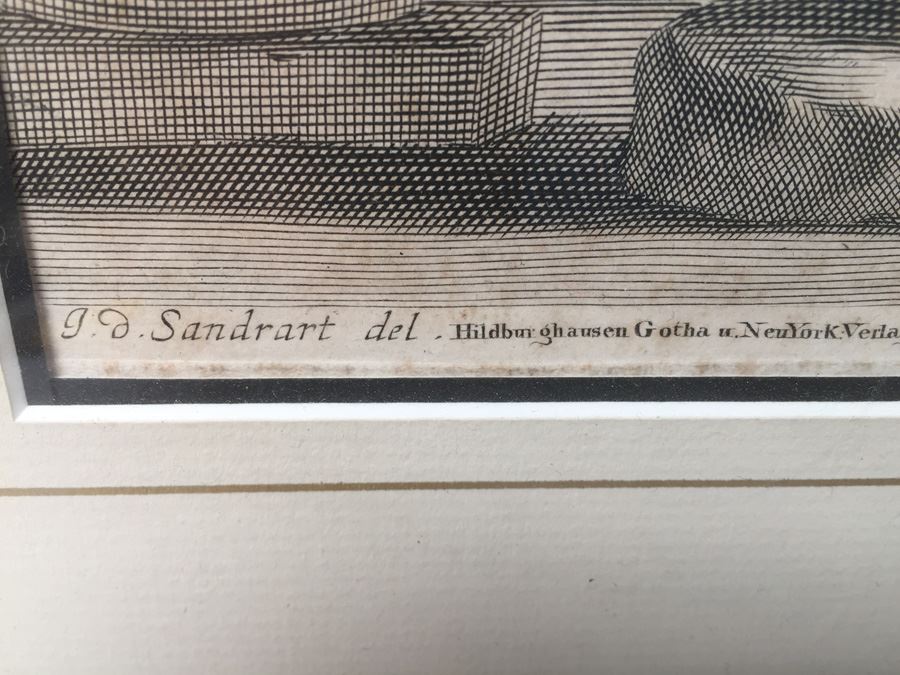 J. d. Sandrart del. Hildburghausen Gotha u. NewYork. Verla